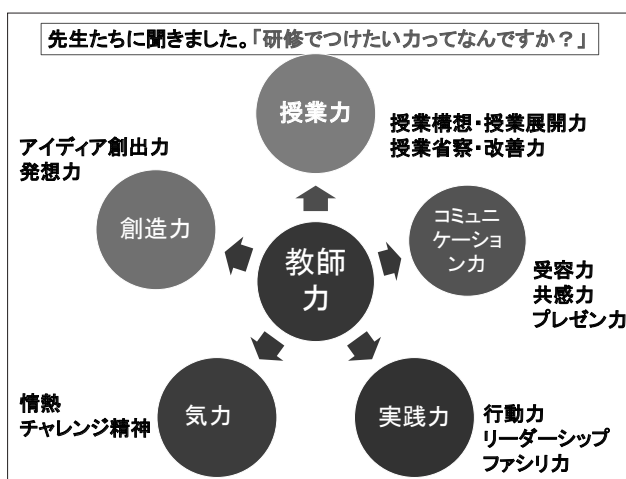 先生たちに聞きました。「研修でつけたい力ってなんですか？」
授業力
授業構想・授業展開力
授業省察・改善力
アイディア創出力
発想力
創造力
コミュニ
ケーショ
ン力
教師
力
受容力
共感力
プレゼン力
情熱
チャレンジ精神
気力
実践力
行動力
リーダーシップ
ファシリ力